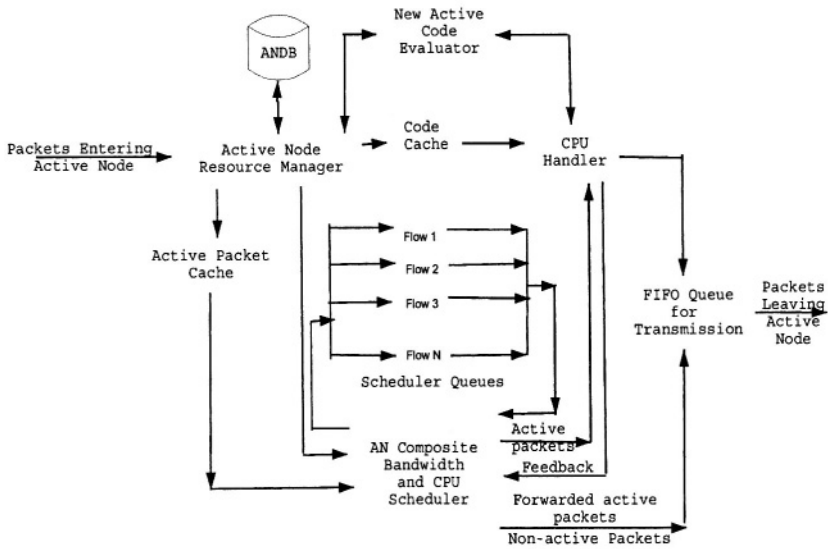 ANDB
New Active
Code
Evaluator
Packets Entering
Active Node
Active Node
Resource Manager
Code
Cache
CPU
Handler
Active Packet
Cache
Flow 1
Flow 2
Flow 3
Flow N
Scheduler Queues
FIFO Queue
for
Transmission
Packets
Leaving
Active
Node
Active
packets
AN Composite
Bandwidth
and CPU
Scheduler
Feedback
Forwarded active
packets
Non-active Packets